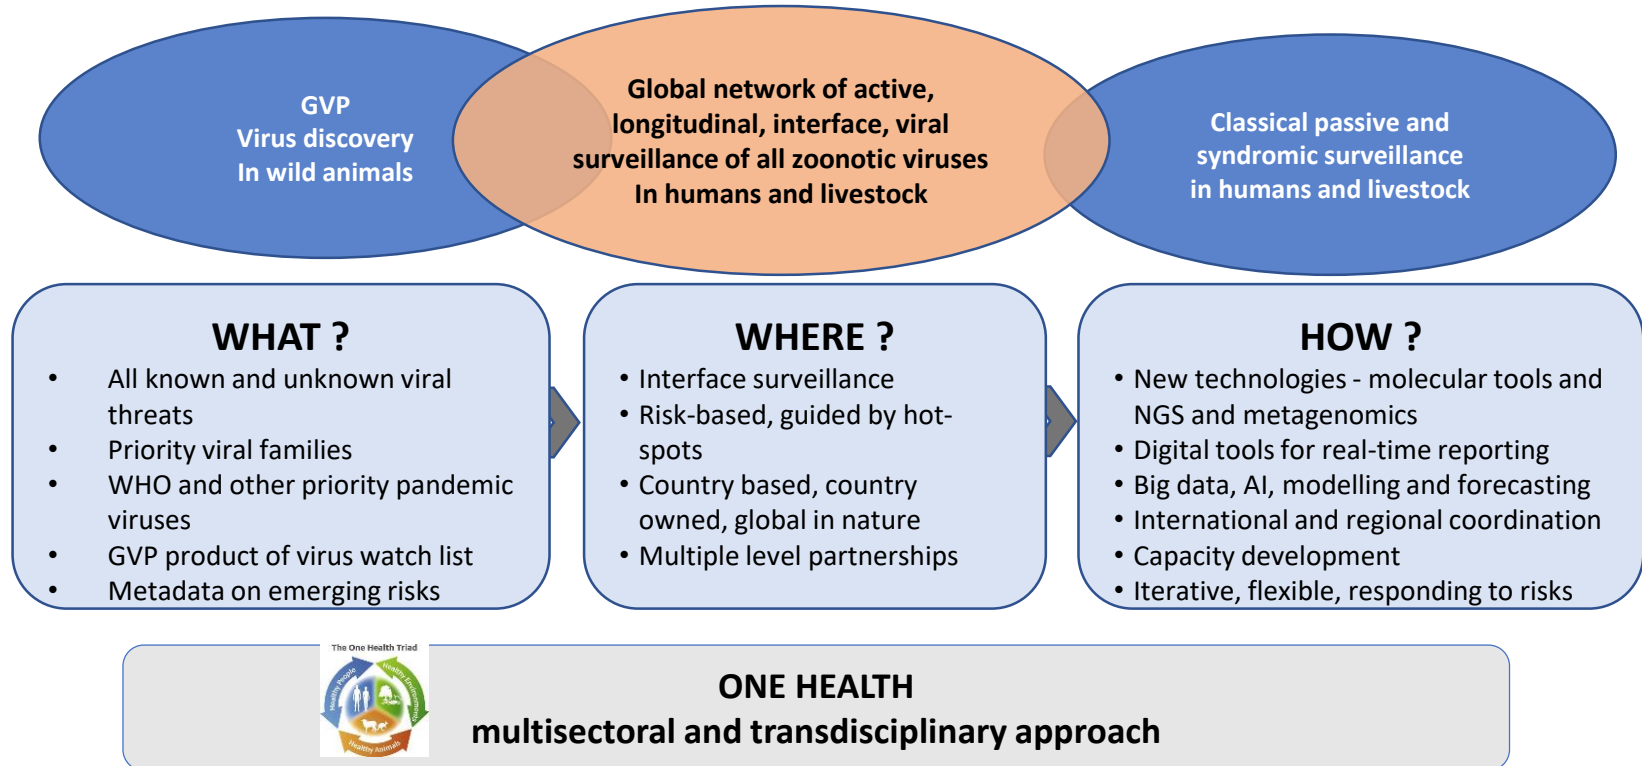 GVP
Virus discovery
In wild animals
Global network of active,
longitudinal, interface, viral
surveillance of all zoonotic viruses
In humans and livestock
Classical passive and
syndromic surveillance
in humans and livestock
WHAT ?
• All known and unknown viral
threats
• Priority viral families
• WHO and other priority pandemic
viruses
• GVP product of virus watch list
• Metadata on emerging risks
WHERE ?
• Interface surveillance
• Risk-based, guided by hot-
spots
• Country based, country
owned, global in nature
• Multiple level partnerships
HOW ?
• New technologies - molecular tools and
NGS and metagenomics
• Digital tools for real-time reporting
• Big data, AI, modelling and forecasting
• International and regional coordination
• Capacity development
• Iterative, flexible, responding to risks
The One Health Triad
Healthy People
Healthy Environments
Healthy Animals
ONE HEALTH
multisectoral and transdisciplinary approach